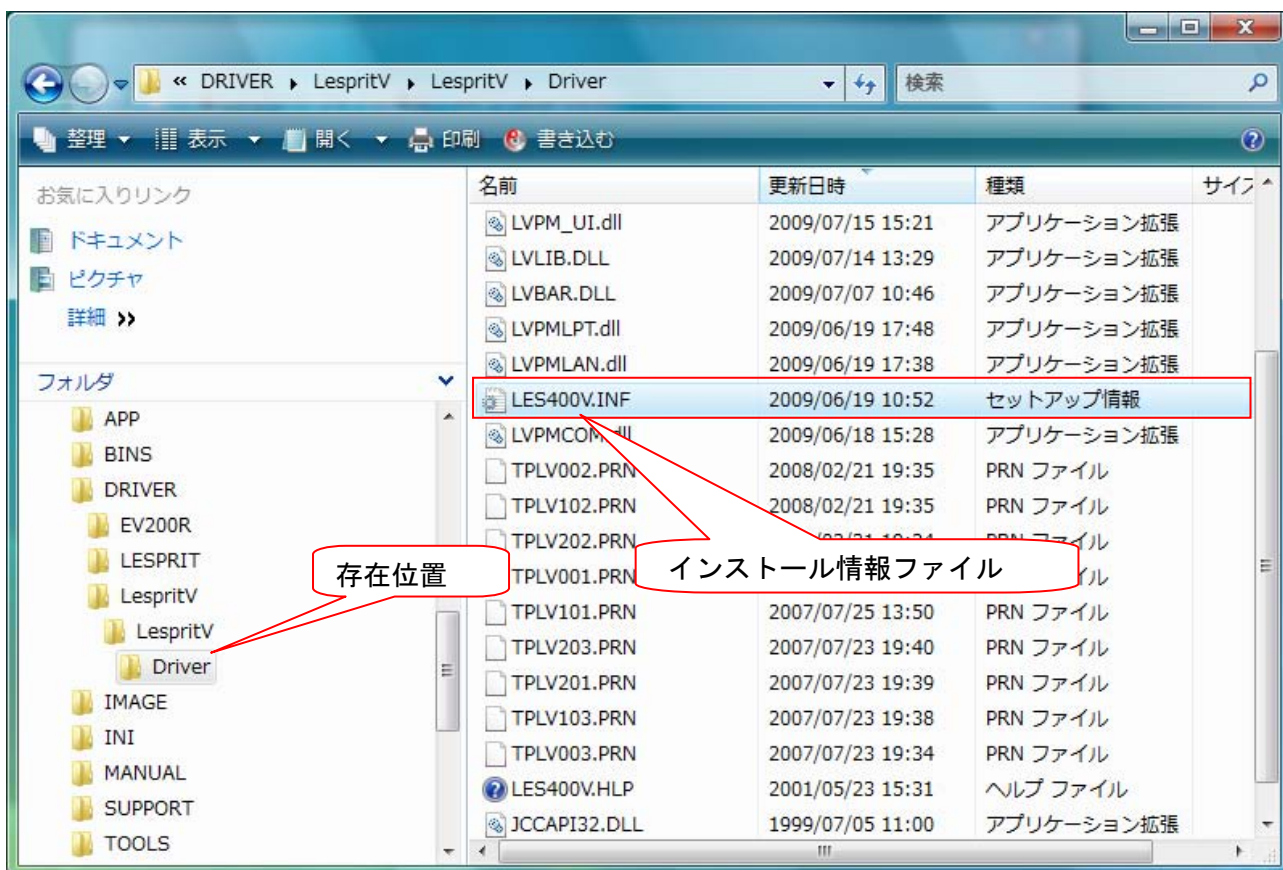 « DRIVER LespritV LespritV Driver 検索
整理 表示 開く 印刷 書き込む
お気に入りリンク
ドキュメント
ピクチャ
詳細 »
フォルダ
APP
BINS
DRIVER
EV200R
LESPRIT
LespritV
LespritV
Driver
IMAGE
INI
MANUAL
SUPPORT
TOOLS
存在位置
名前 更新日時 種類 サイズ
LVPM_UI.dll 2009/07/15 15:21 アプリケーション拡張
LVLIB.DLL 2009/07/14 13:29 アプリケーション拡張
LVBAR.DLL 2009/07/07 10:46 アプリケーション拡張
LVPMLPT.dll 2009/06/19 17:48 アプリケーション拡張
LVPMLAN.dll 2009/06/19 17:38 アプリケーション拡張
LES400V.INF 2009/06/19 10:52 セットアップ情報
LVPMCOM.dll 2009/06/18 15:28 アプリケーション拡張
TPLV002.PRN 2008/02/21 19:35 PRN ファイル
TPLV102.PRN 2008/02/21 19:35 PRN ファイル
TPLV202.PRN PRN ファイル
インストール情報ファイル
TPLV001.PRN
TPLV101.PRN 2007/07/25 13:50 PRN ファイル
TPLV203.PRN 2007/07/23 19:40 PRN ファイル
TPLV201.PRN 2007/07/23 19:39 PRN ファイル
TPLV103.PRN 2007/07/23 19:38 PRN ファイル
TPLV003.PRN 2007/07/23 19:34 PRN ファイル
LES400V.HLP 2001/05/23 15:31 ヘルプ ファイル
JCCAPI32.DLL 1999/07/05 11:00 アプリケーション拡張